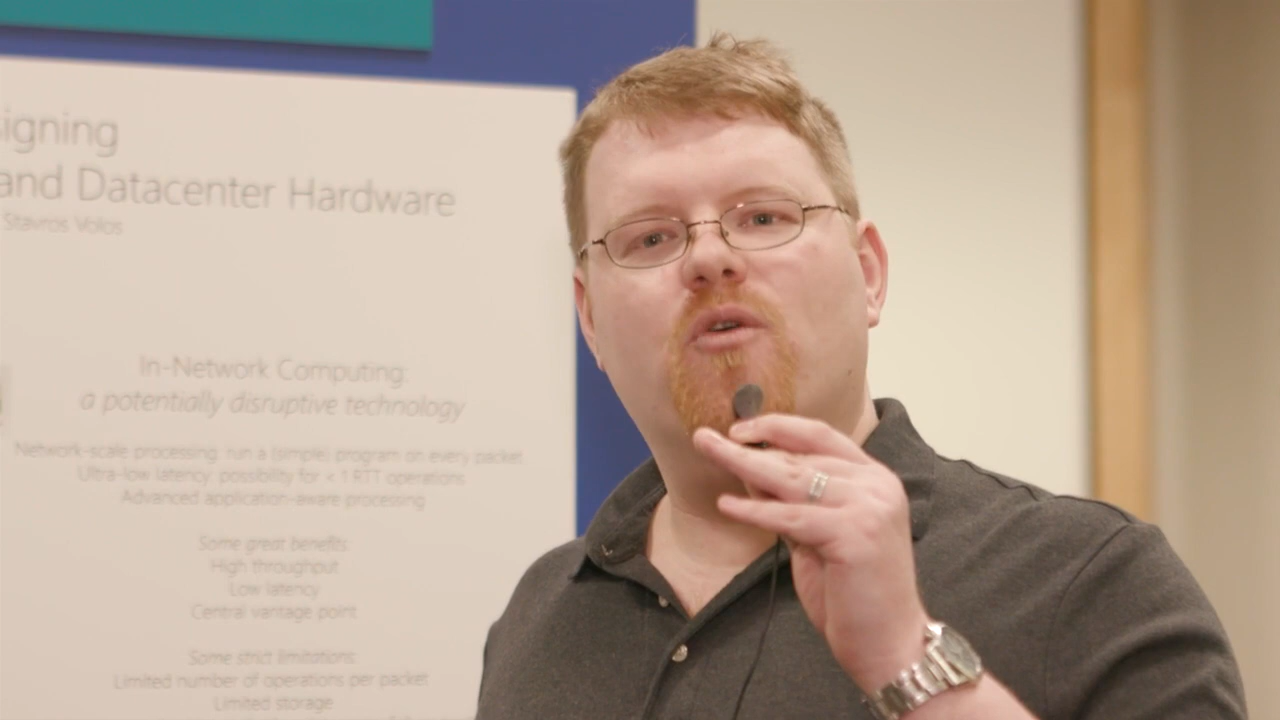 signing
and Datacenter Hardware
Stavros Volos
In-Network Computing:
a potentially disruptive technology
Network-scale processing: run a (simple) program on every packet
Ultra-low latency: possibility for < 1 RTT operations
Advanced application-aware processing
Some great benefits:
High throughput
Low latency
Central vantage point
Some strict limitations:
Limited number of operations per packet
Limited storage